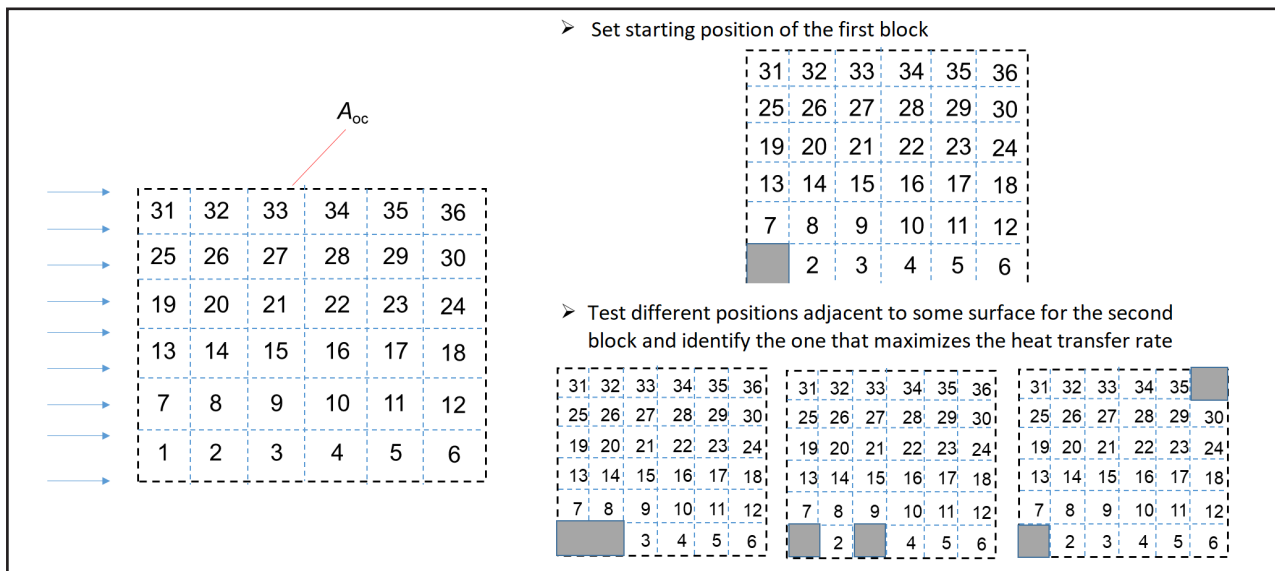 A_oc
31 32 33 34 35 36
25 26 27 28 29 30
19 20 21 22 23 24
13 14 15 16 17 18
7 8 9 10 11 12
1 2 3 4 5 6
➢ Set starting position of the first block
31 32 33 34 35 36
25 26 27 28 29 30
19 20 21 22 23 24
13 14 15 16 17 18
7 8 9 10 11 12
2 3 4 5 6
➢ Test different positions adjacent to some surface for the second
block and identify the one that maximizes the heat transfer rate
31 32 33 34 35 36
25 26 27 28 29 30
19 20 21 22 23 24
13 14 15 16 17 18
7 8 9 10 11 12
3 4 5 6
31 32 33 34 35 36
25 26 27 28 29 30
19 20 21 22 23 24
13 14 15 16 17 18
7 8 9 10 11 12
2 4 5 6
31 32 33 34 35
25 26 27 28 29 30
19 20 21 22 23 24
13 14 15 16 17 18
7 8 9 10 11 12
2 3 4 5 6